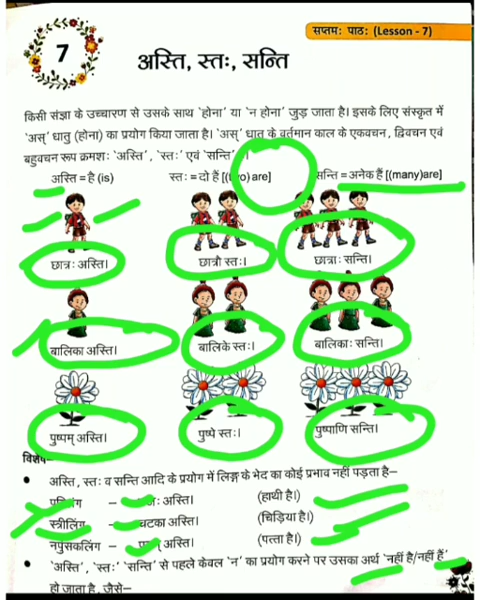 सप्तमः पाठः (Lesson - 7)
7
अस्ति, स्तः, सन्ति
किसी संज्ञा के उच्चारण से उसके साथ 'होना' या 'न होना' जुड़ जाता है। इसके लिए संस्कृत में
'अस्' धातु (होना) का प्रयोग किया जाता है। 'अस्' धातु के वर्तमान काल के एकवचन, द्विवचन एवं
बहुवचन रूप क्रमशः 'अस्ति', 'स्तः' एवं 'सन्ति'
अस्ति = है (is) स्तः = दो हैं are] सन्ति = अनेक हैं [(many)are]
छात्रः अस्ति। छात्रौ स्तः। छात्राः सन्ति।
बालिका अस्ति। बालिके स्तः। बालिकाः सन्ति।
पुष्पम् अस्ति। पुष्पे स्तः। पुष्पाणि सन्ति।
• अस्ति, स्तः व सन्ति आदि के प्रयोग में लिङ्ग के भेद का कोई प्रभाव नहीं पड़ता है—
– अस्ति। (हाथी है।)
स्त्रीलिंग – चटका अस्ति। (चिड़िया है।)
नपुंसकलिंग – अस्ति। (पत्ता है।)
• 'अस्ति', 'स्तः' 'सन्ति' से पहले केवल 'न' का प्रयोग करने पर उसका अर्थ 'नहीं है/नहीं हैं'
हो जाता है, जैसे—